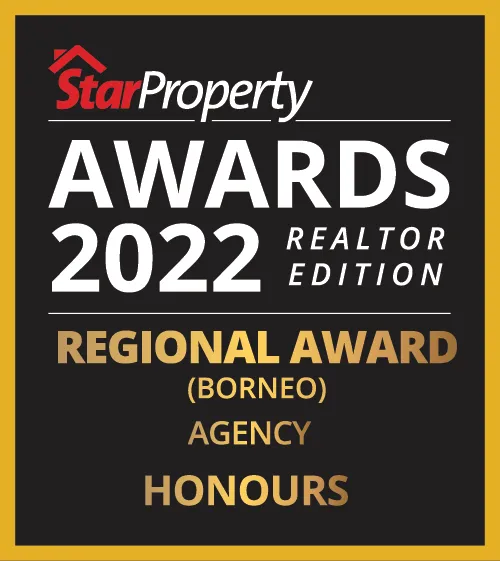 StarProperty
AWARDS
2022 REALTOR
EDITION
REGIONAL AWARD
(BORNEO)
AGENCY
HONOURS